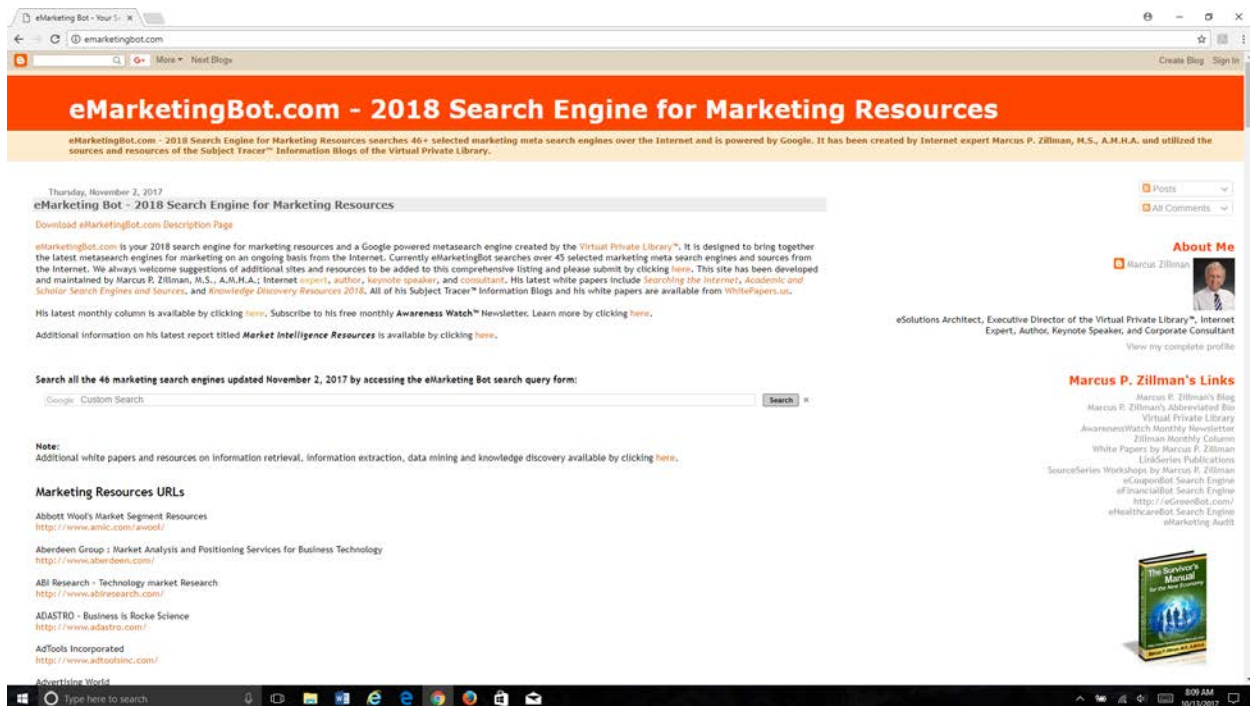 eMarketing Bot - Your Se
emarketingbot.com
G+ More Next Blog»
Create Blog Sign In
eMarketingBot.com - 2018 Search Engine for Marketing Resources
eMarketingBot.com - 2018 Search Engine for Marketing Resources searches 46+ selected marketing meta search engines over the Internet and is powered by Google. It has been created by Internet expert Marcus P. Zillman, M.S., A.M.H.A. und utilized the
sources and resources of the Subject Tracer™ Information Blogs of the Virtual Private Library.
Thursday, November 2, 2017
eMarketing Bot - 2018 Search Engine for Marketing Resources
Download eMarketingBot.com Description Page
eMarketingBot.com is your 2018 search engine for marketing resources and a Google powered metasearch engine created by the Virtual Private Library™. It is designed to bring together
the latest metasearch engines for marketing on an ongoing basis from the Internet. Currently eMarketingBot searches over 45 selected marketing meta search engines and sources from
the Internet. We always welcome suggestions of additional sites and resources to be added to this comprehensive listing and please submit by clicking here. This site has been developed
and maintained by Marcus P. Zillman, M.S., A.M.H.A.; Internet expert, author, keynote speaker, and consultant. His latest white papers include Searching the Internet, Academic and
Scholar Search Engines and Sources, and Knowledge Discovery Resources 2018. All of his Subject Tracer™ Information Blogs and his white papers are available from WhitePapers.us.
His latest monthly column is available by clicking here. Subscribe to his free monthly Awareness Watch™ Newsletter. Learn more by clicking here.
Additional information on his latest report titled Market Intelligence Resources is available by clicking here.
Search all the 46 marketing search engines updated November 2, 2017 by accessing the eMarketing Bot search query form:
Google Custom Search
Search ×
Note:
Additional white papers and resources on information retrieval, information extraction, data mining and knowledge discovery available by clicking here.
Marketing Resources URLs
Abbott Wool's Market Segment Resources
http://www.amic.com/awool/
Aberdeen Group : Market Analysis and Positioning Services for Business Technology
http://www.aberdeen.com/
ABI Research - Technology market Research
http://www.abiresearch.com/
ADASTRO - Business is Rocke Science
http://www.adastro.com/
AdTools Incorporated
http://www.adtoolsinc.com/
Advertising World
Posts
All Comments
About Me
Marcus Zillman
eSolutions Architect, Executive Director of the Virtual Private Library™, Internet
Expert, Author, Keynote Speaker, and Corporate Consultant
View my complete profile
Marcus P. Zillman's Links
Marcus P. Zillman's Blog
Marcus P. Zillman's Abbreviated Bio
Virtual Private Library
AwarenessWatch Monthly Newsletter
Zillman Monthly Column
White Papers by Marcus P. Zillman
LinkSeries Publications
SourceSeries Workshops by Marcus P. Zillman
eCouponBot Search Engine
eFinancialBot Search Engine
http://eGreenBot.com/
eHealthcareBot Search Engine
eMarketing Audit
The Survivor's
Manual
for the New Economy
Type here to search
8:09 AM
10/13/2017